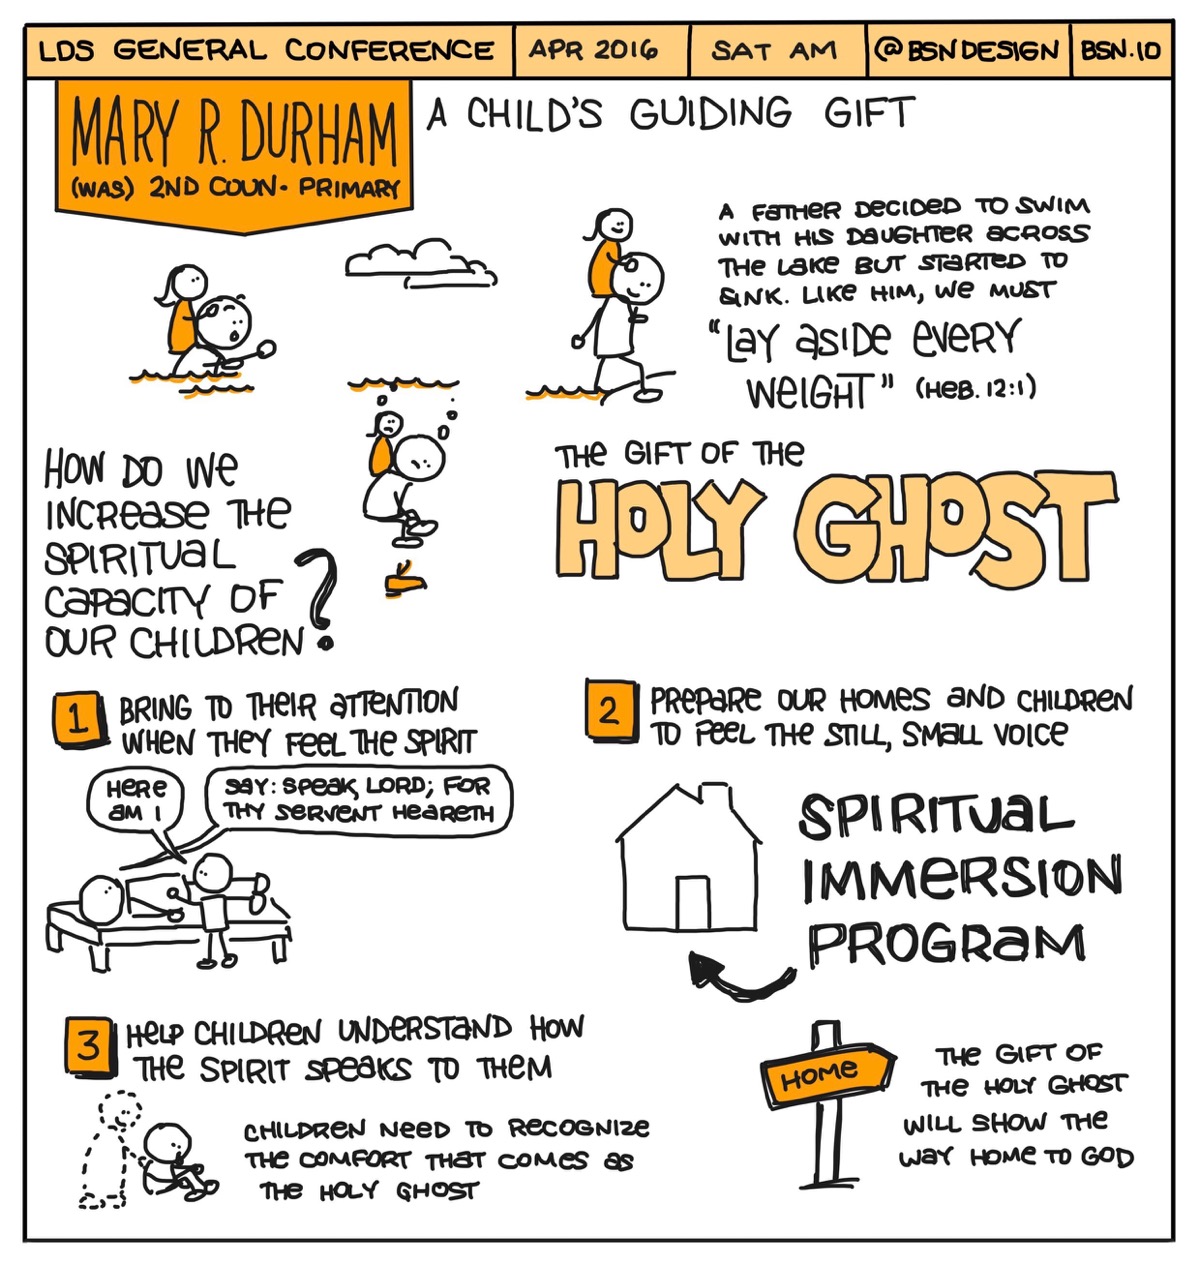 LDS GENERAL CONFERENCE
APR 2016
SAT AM
@BSNDESIGN
BSN.IO
MARY R. DURHAM
(WAS) 2ND COUN. PRIMARY
A CHILD'S GUIDING GIFT
A FATHER DECIDED TO SWIM
WITH HIS DAUGHTER ACROSS
THE LAKE BUT STARTED TO
SINK. LIKE HIM, WE MUST
"LAY ASIDE EVERY
WEIGHT" (HEB. 12:1)
HOW DO WE
INCREASE THE
SPIRITUAL
CAPACITY OF
OUR CHILDREN?
THE GIFT OF THE
HOLY GHOST
1
BRING TO THEIR ATTENTION
WHEN THEY FEEL THE SPIRIT
HERE
AM I
SAY: SPEAK, LORD; FOR
THY SERVENT HEARETH
2
PREPARE OUR HOMES AND CHILDREN
TO FEEL THE STILL, SMALL VOICE
SPIRITUAL
IMMERSION
PROGRAM
3
HELP CHILDREN UNDERSTAND HOW
THE SPIRIT SPEAKS TO THEM
CHILDREN NEED TO RECOGNIZE
THE COMFORT THAT COMES AS
THE HOLY GHOST
HOME
THE GIFT OF
THE HOLY GHOST
WILL SHOW THE
WAY HOME TO GOD